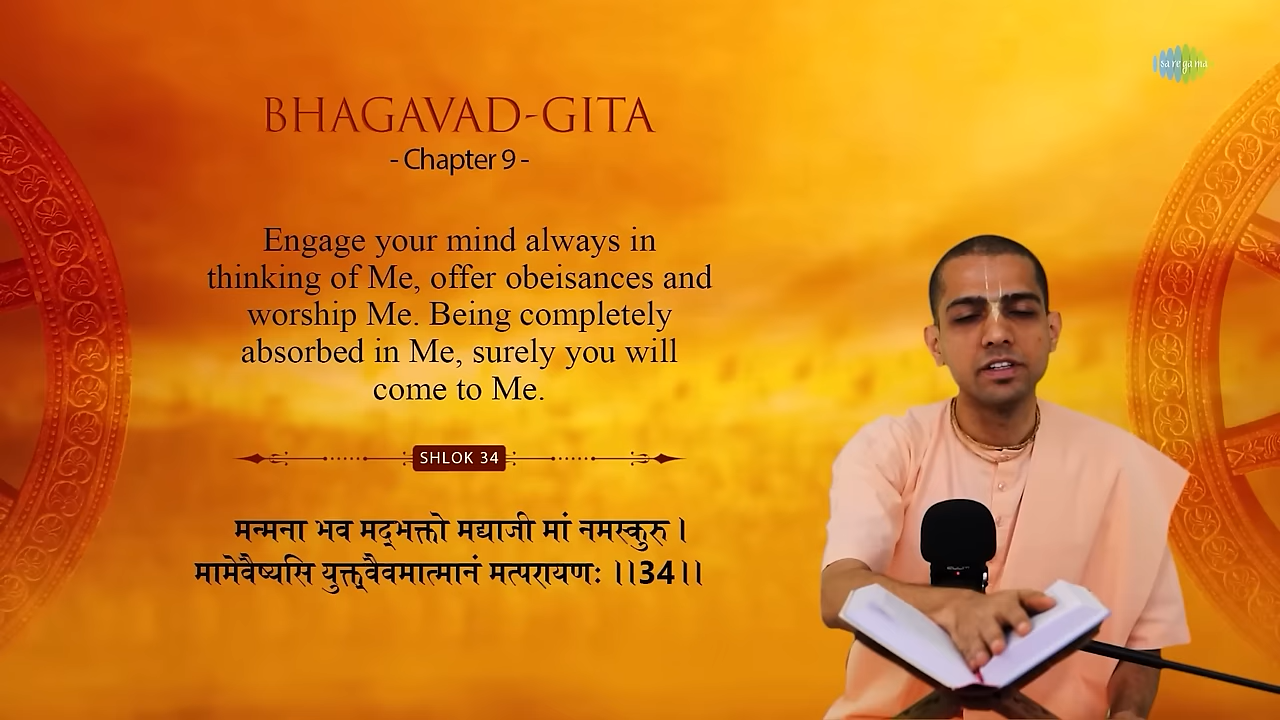 saregama
BHAGAVAD-GITA
- Chapter 9 -
Engage your mind always in
thinking of Me, offer obeisances and
worship Me. Being completely
absorbed in Me, surely you will
come to Me.
SHLOK 34
मन्मना भव मद्भक्तो मद्याजी मां नमस्कुरु ।
मामेवैष्यसि युक्त्वैवमात्मानं मत्परायणः ।।34।।